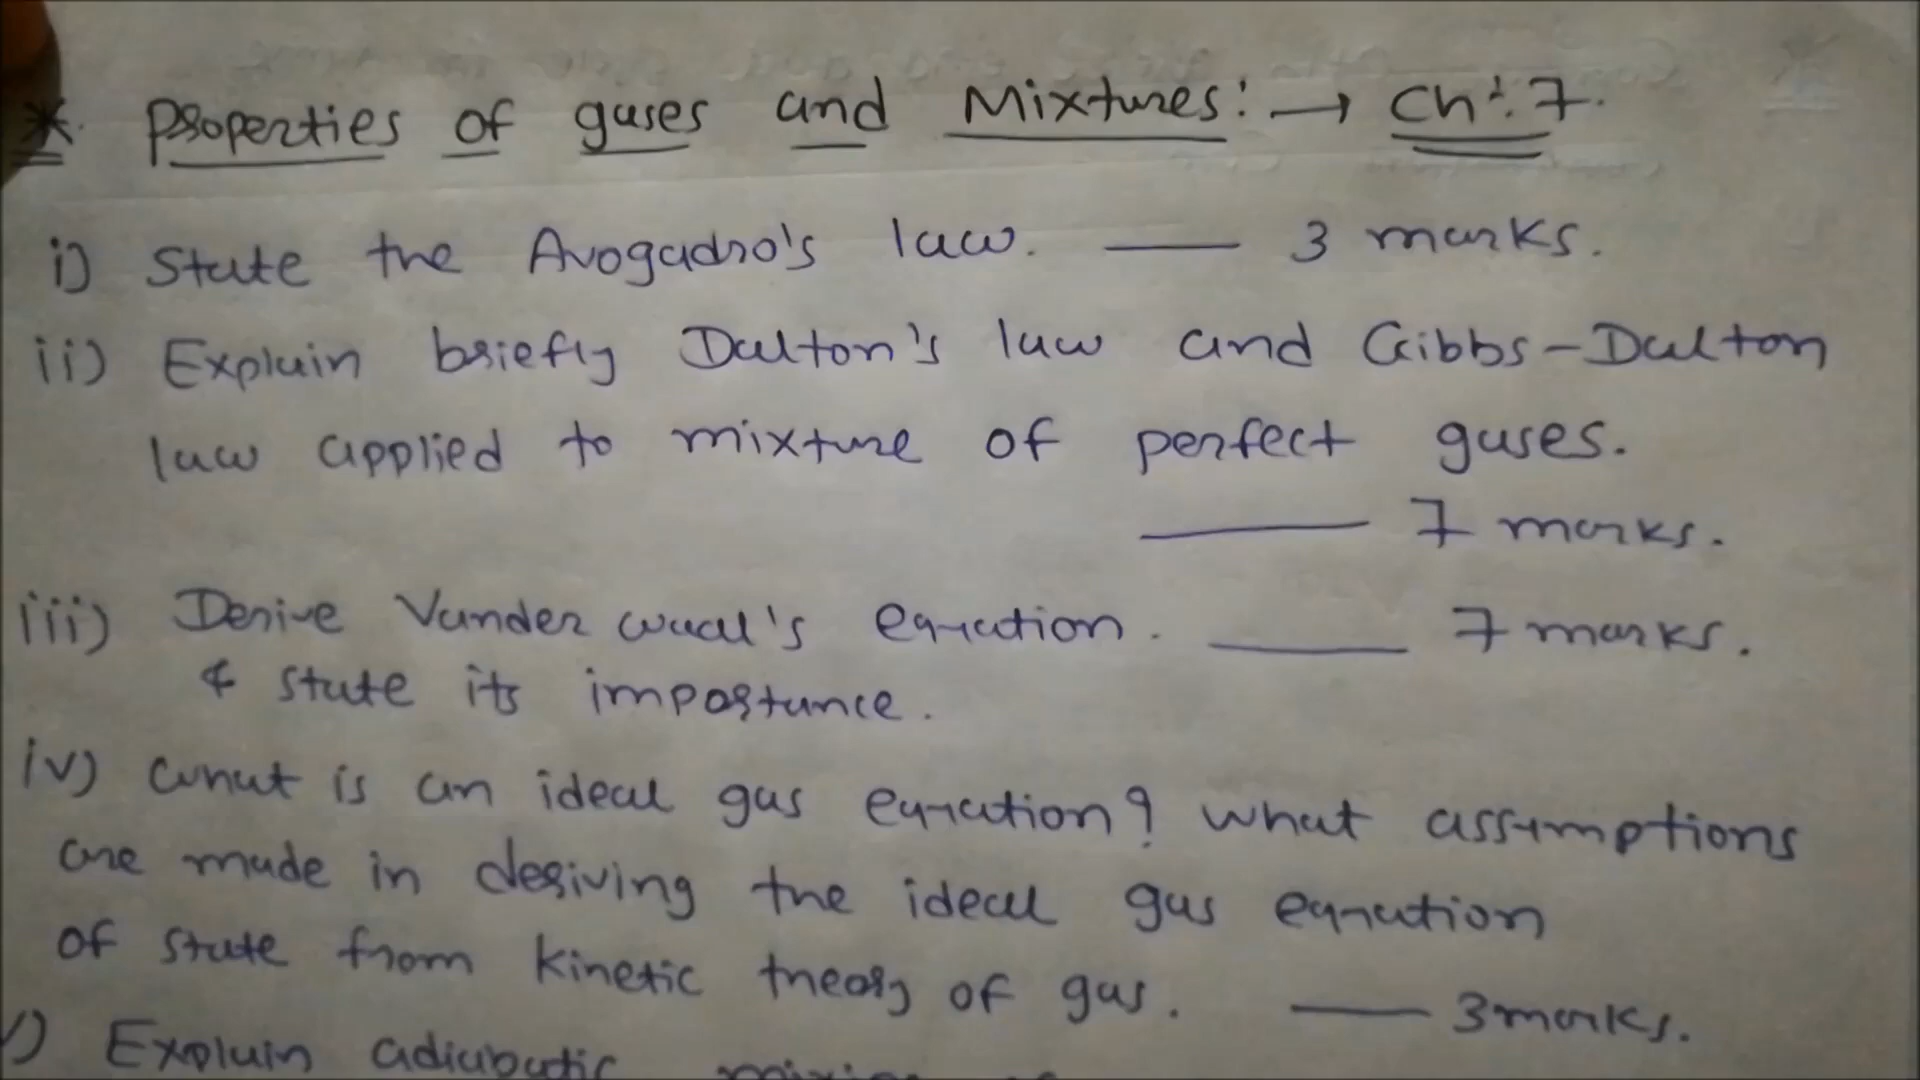 * Properties of gases and Mixtures:→ Ch:7.
i) State the Avogadro's law. — 3 marks.
ii) Explain briefly Dalton's law and Gibbs-Dalton
law applied to mixture of perfect gases.
— 7 marks.
iii) Derive Vander waal's equation. — 7 marks.
& state its importance.
iv) what is an ideal gas equation? what assumptions
are made in deriving the ideal gas equation
of state from kinetic theory of gas. — 3 marks.
v) Explain adiabatic mixing of